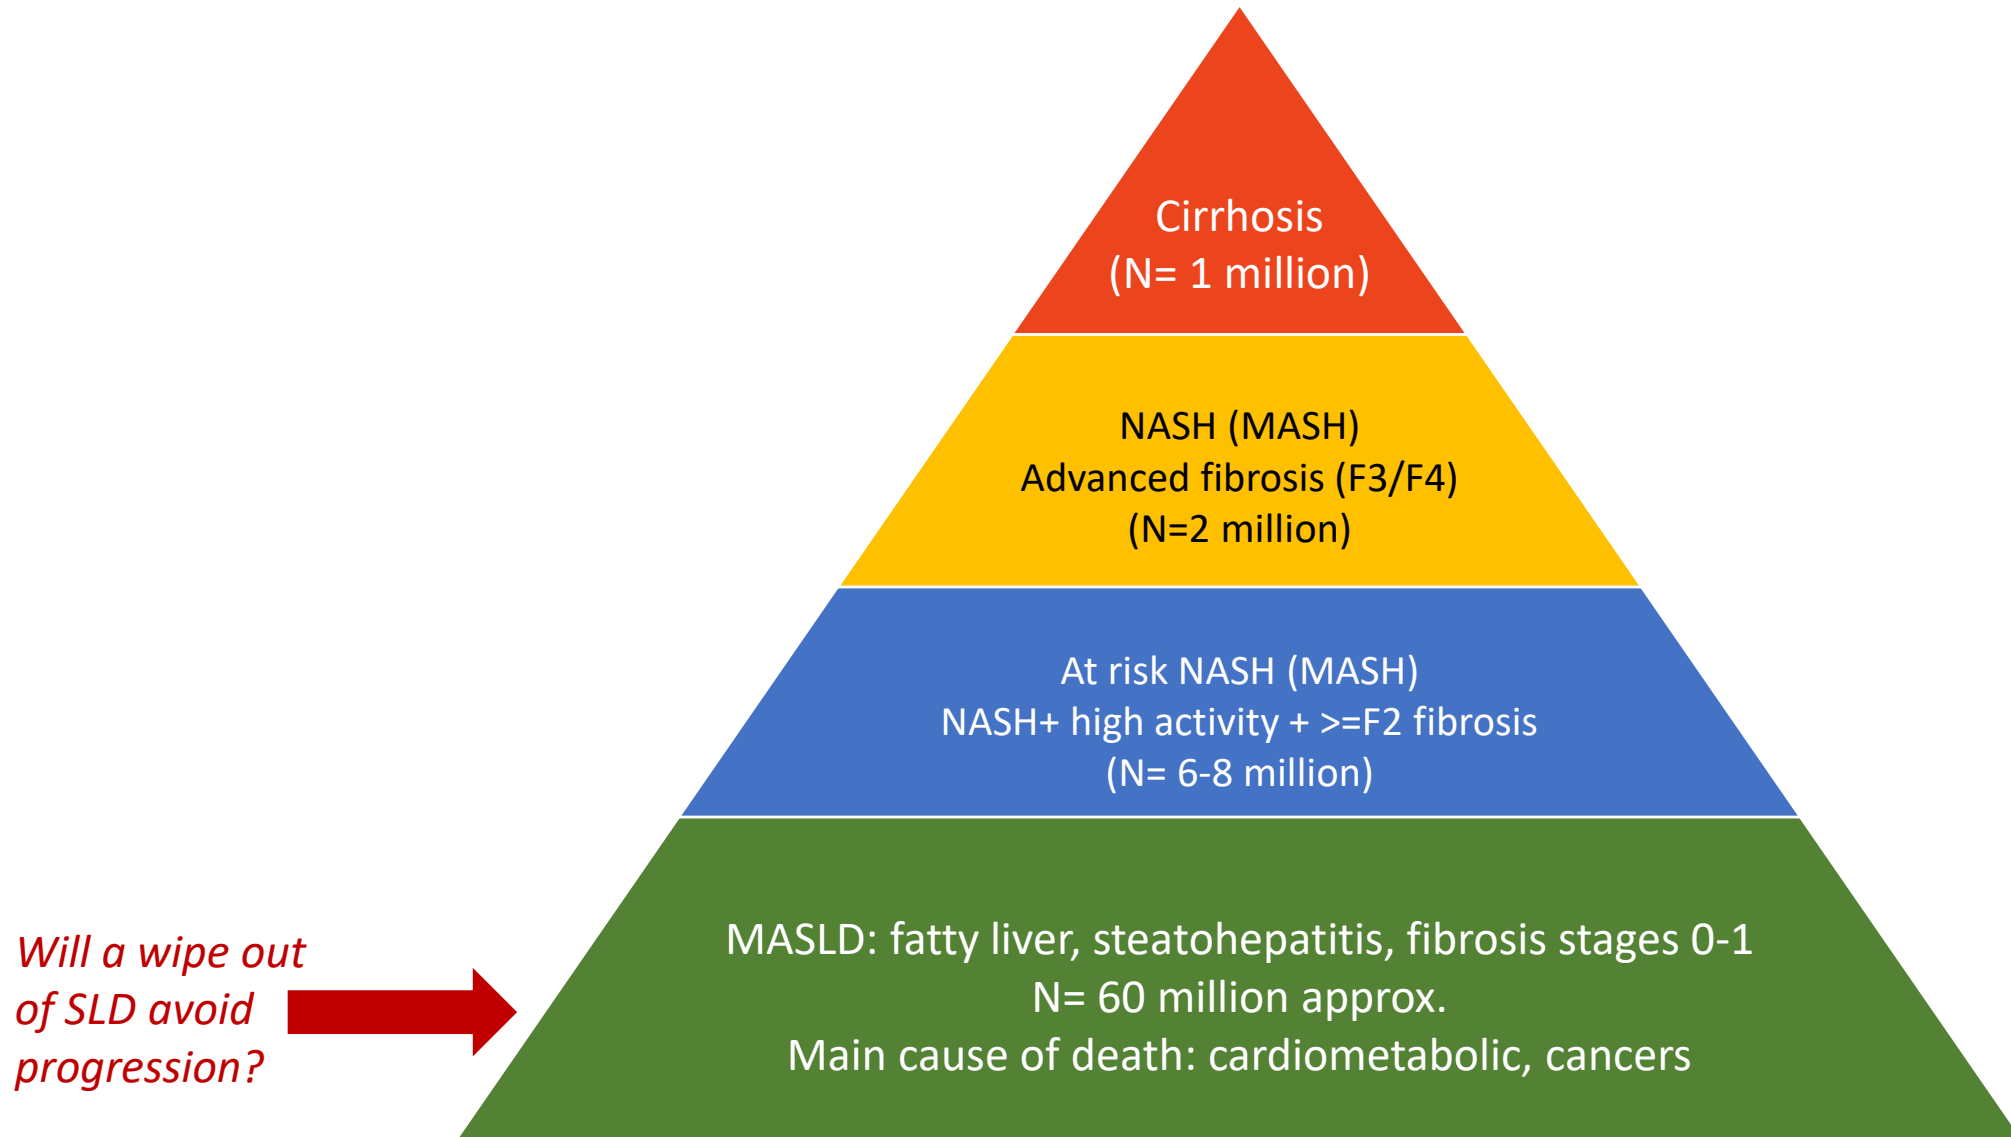 Cirrhosis
(N= 1 million)
NASH (MASH)
Advanced fibrosis (F3/F4)
(N=2 million)
At risk NASH (MASH)
NASH+ high activity + >=F2 fibrosis
(N= 6-8 million)
MASLD: fatty liver, steatohepatitis, fibrosis stages 0-1
N= 60 million approx.
Main cause of death: cardiometabolic, cancers
Will a wipe out
of SLD avoid
progression?